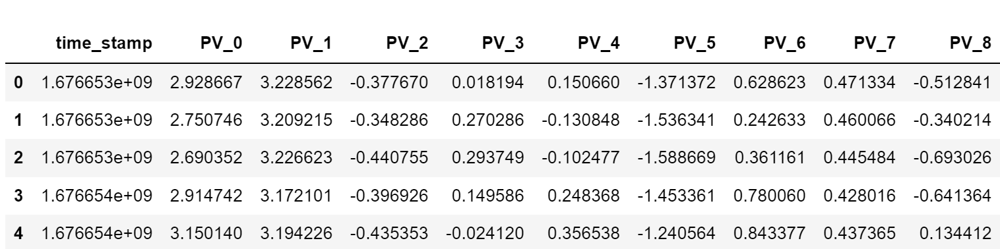 time_stamp PV_0 PV_1 PV_2 PV_3 PV_4 PV_5 PV_6 PV_7 PV_8
0 1.676653e+09 2.928667 3.228562 -0.377670 0.018194 0.150660 -1.371372 0.628623 0.471334 -0.512841
1 1.676653e+09 2.750746 3.209215 -0.348286 0.270286 -0.130848 -1.536341 0.242633 0.460066 -0.340214
2 1.676653e+09 2.690352 3.226623 -0.440755 0.293749 -0.102477 -1.588669 0.361161 0.445484 -0.693026
3 1.676654e+09 2.914742 3.172101 -0.396926 0.149586 0.248368 -1.453361 0.780060 0.428016 -0.641364
4 1.676654e+09 3.150140 3.194226 -0.435353 -0.024120 0.356538 -1.240564 0.843377 0.437365 0.134412